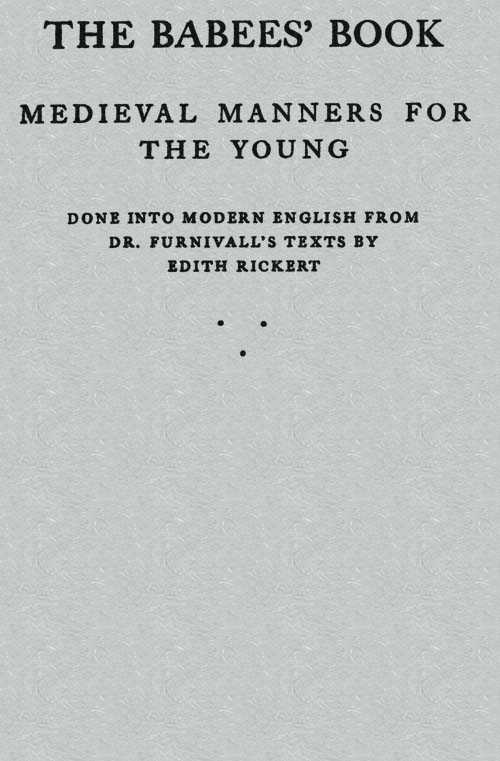 THE BABEES’ BOOK
MEDIEVAL MANNERS FOR
THE YOUNG
DONE INTO MODERN ENGLISH FROM
DR. FURNIVALL’S TEXTS BY
EDITH RICKERT